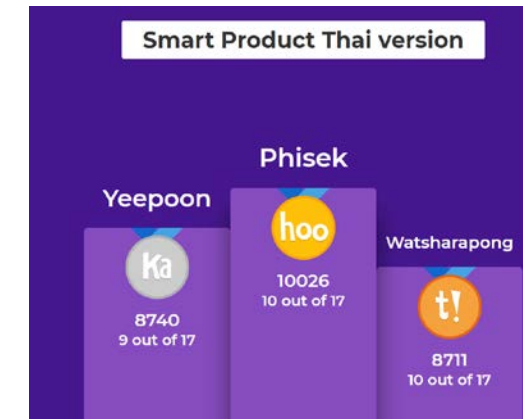 Smart Product Thai version
Phisek
Yeepoon
hoo
Watsharapong
Ka
10026
10 out of 17
t!
8740
9 out of 17
8711
10 out of 17